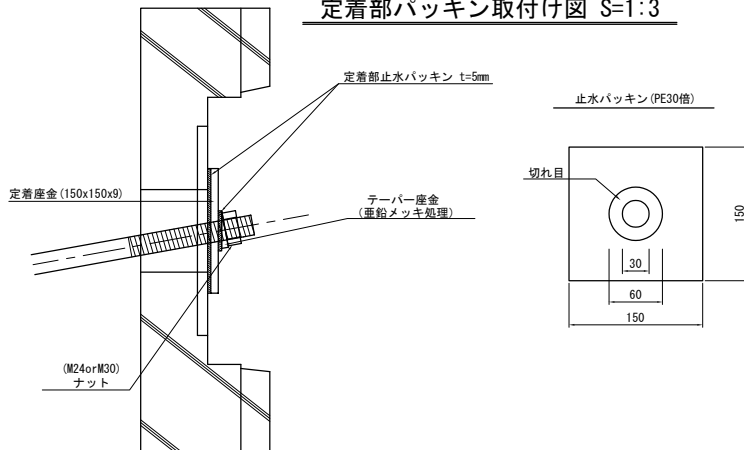 定着部パッキン取付け図 S=1:3
定着部止水パッキン t=5mm
止水パッキン(PE30倍)
切れ目
定着座金(150x150x9)
テーパー座金
(亜鉛メッキ処理)
150
30
60
150
(M24orM30)
ナット